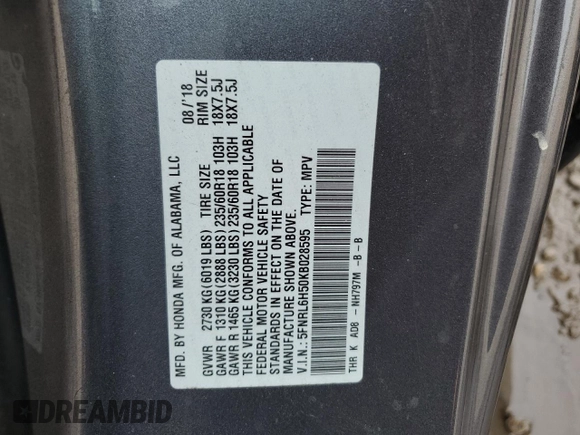 MFD. BY HONDA MFG. OF ALABAMA, LLC 08/'18
GVWR 2730 KG(6019 LBS) TIRE SIZE RIM SIZE
GAWR F 1310 KG(2888 LBS)235/60R18 103H 18X7.5J
GAWR R 1465 KG(3230 LBS)235/60R18 103H 18X7.5J
THIS VEHICLE CONFORMS TO ALL APPLICABLE
FEDERAL MOTOR VEHICLE SAFETY
STANDARDS IN EFFECT ON THE DATE OF
MANUFACTURE SHOWN ABOVE.
V.I.N.: 5FNRL6H50KB028595 TYPE: MPV
THR K AD8 - NH797M -B -B
DREAMBID